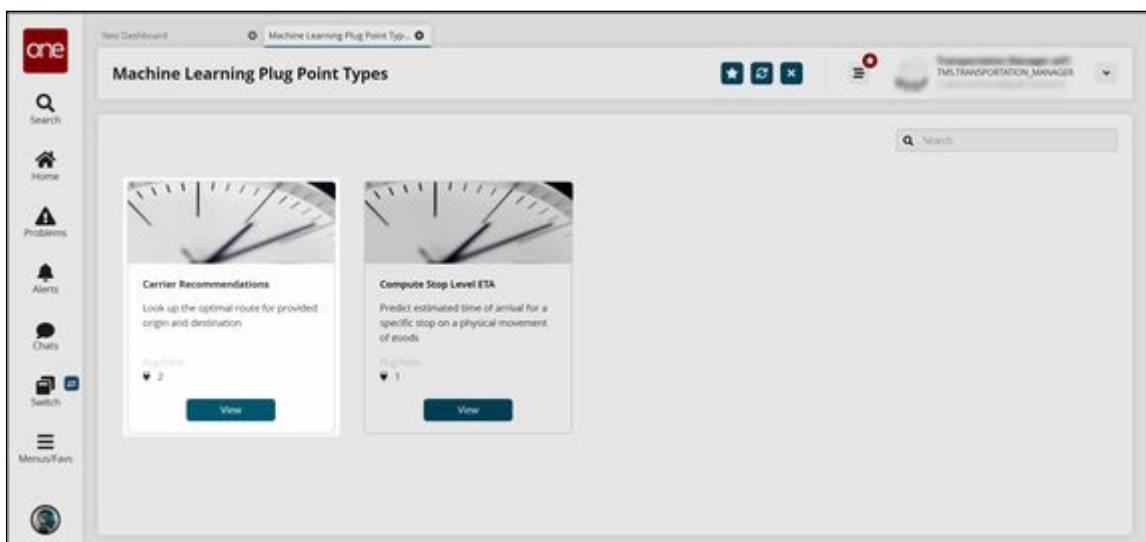 one
Neo Dashboard
Machine Learning Plug Point Typ...
Machine Learning Plug Point Types
TMS.TRANSPORTATION_MANAGER
Search
Search
Home
Problems
Alerts
Chats
Switch
Menus/Favs
Carrier Recommendations
Look up the optimal route for provided
origin and destination
Plug Points
2
View
Compute Stop Level ETA
Predict estimated time of arrival for a
specific stop on a physical movement
of goods
Plug Points
1
View